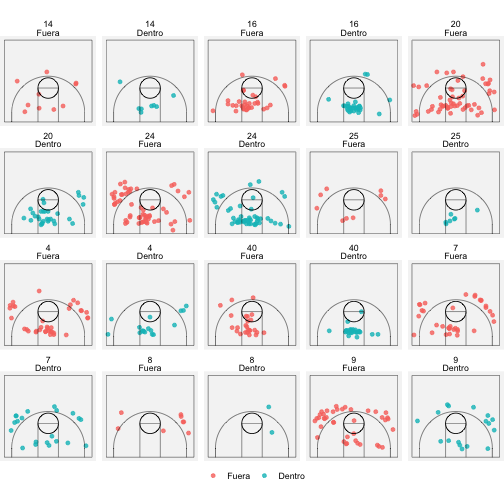 14
Fuera
14
Dentro
16
Fuera
16
Dentro
20
Fuera
20
Dentro
24
Fuera
24
Dentro
25
Fuera
25
Dentro
4
Fuera
4
Dentro
40
Fuera
40
Dentro
7
Fuera
7
Dentro
8
Fuera
8
Dentro
9
Fuera
9
Dentro
Fuera Dentro